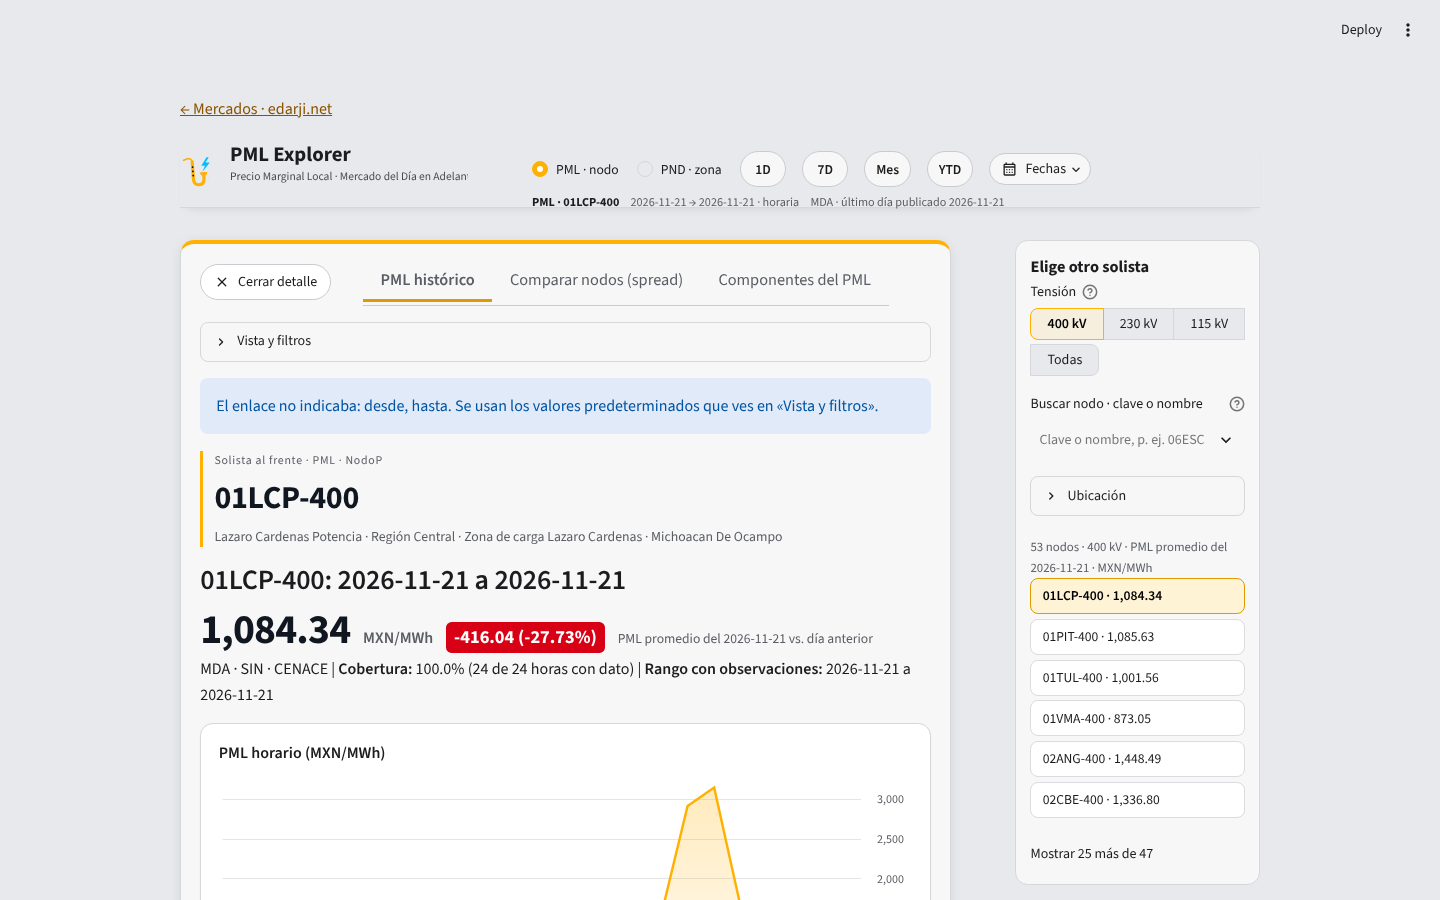 Deploy
← Mercados · edarji.net
PML Explorer
Precio Marginal Local · Mercado del Día en Adelan
PML · nodo
PND · zona
1D
7D
Mes
YTD
Fechas
PML · 01LCP-400 2026-11-21 → 2026-11-21 · horaria MDA · último día publicado 2026-11-21
Cerrar detalle
PML histórico
Comparar nodos (spread)
Componentes del PML
Vista y filtros
El enlace no indicaba: desde, hasta. Se usan los valores predeterminados que ves en «Vista y filtros».
Solista al frente · PML · NodoP
01LCP-400
Lazaro Cardenas Potencia · Región Central · Zona de carga Lazaro Cardenas · Michoacan De Ocampo
01LCP-400: 2026-11-21 a 2026-11-21
1,084.34 MXN/MWh -416.04 (-27.73%) PML promedio del 2026-11-21 vs. día anterior
MDA · SIN · CENACE | Cobertura: 100.0% (24 de 24 horas con dato) | Rango con observaciones: 2026-11-21 a
2026-11-21
PML horario (MXN/MWh)
3,000
2,500
2,000
Elige otro solista
Tensión
400 kV
230 kV
115 kV
Todas
Buscar nodo · clave o nombre
Clave o nombre, p. ej. 06ESC
Ubicación
53 nodos · 400 kV · PML promedio del
2026-11-21 · MXN/MWh
01LCP-400 · 1,084.34
01PIT-400 · 1,085.63
01TUL-400 · 1,001.56
01VMA-400 · 873.05
02ANG-400 · 1,448.49
02CBE-400 · 1,336.80
Mostrar 25 más de 47